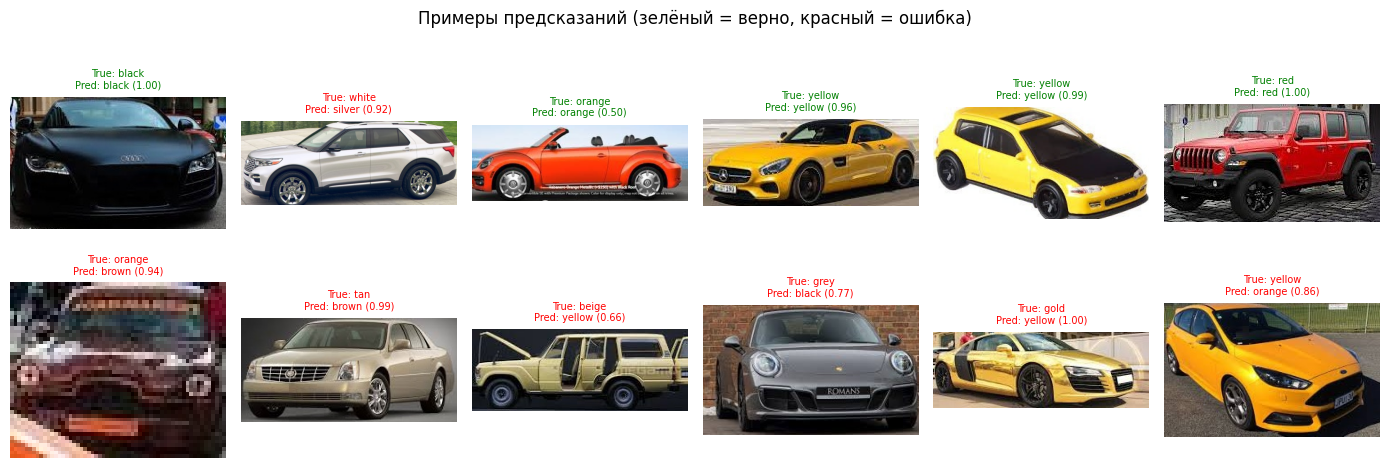 Примеры предсказаний (зелёный = верно, красный = ошибка)
True: black
Pred: black (1.00)
True: white
Pred: silver (0.92)
True: orange
Pred: orange (0.50)
True: yellow
Pred: yellow (0.96)
True: yellow
Pred: yellow (0.99)
True: red
Pred: red (1.00)
True: orange
Pred: brown (0.94)
True: tan
Pred: brown (0.99)
True: beige
Pred: yellow (0.66)
True: grey
Pred: black (0.77)
ROMANS
True: gold
Pred: yellow (1.00)
True: yellow
Pred: orange (0.86)